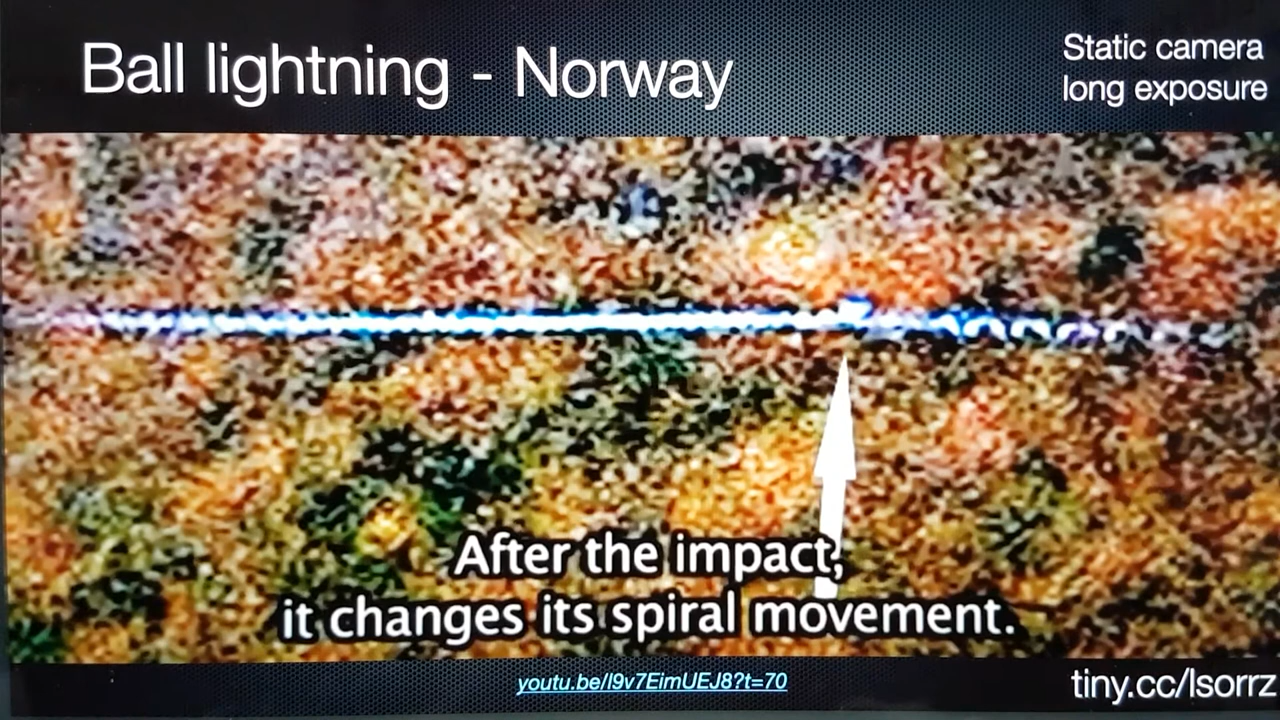 Ball lightning - Norway
Static camera
long exposure
After the impact,
it changes its spiral movement.
youtu.be/l9v7EimUEJ8?t=70
tiny.cc/lsorrz